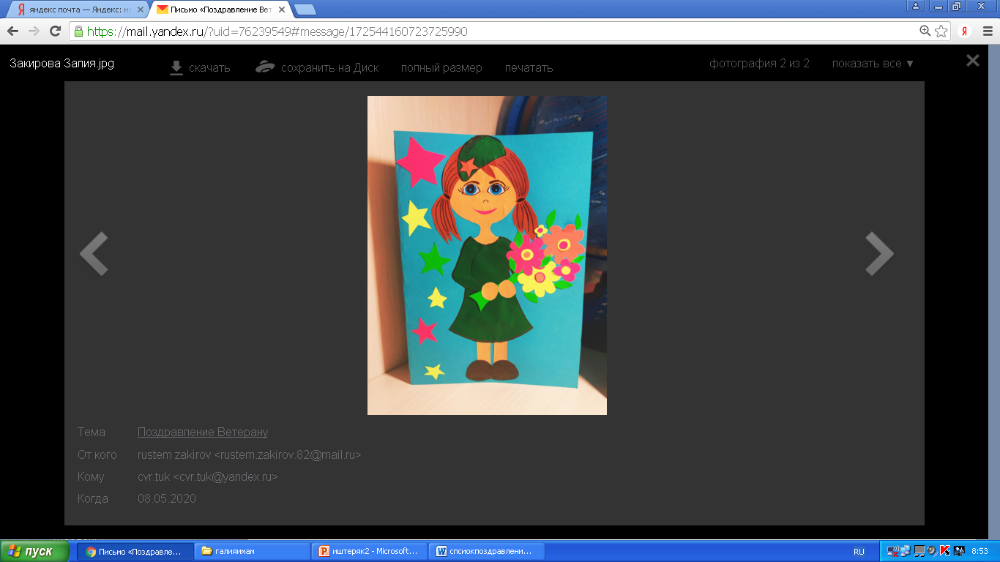 яндекс почта — Яндекс: на
Письмо «Поздравление Вет
https://mail.yandex.ru/?uid=76239549#message/172544160723725990
Закирова Залия.jpg
скачать
сохранить на Диск
полный размер
печатать
фотография 2 из 2
показать все ▼
Тема Поздравление Ветерану
От кого rustem zakirov <rustem.zakirov.82@mail.ru>
Кому cvr.tuk <cvr.tuk@yandex.ru>
Когда 08.05.2020
пуск
Письмо «Поздравле...
галияимам
иштеряк2 - Microsoft...
спсиокпоздравлени...
RU
8:53